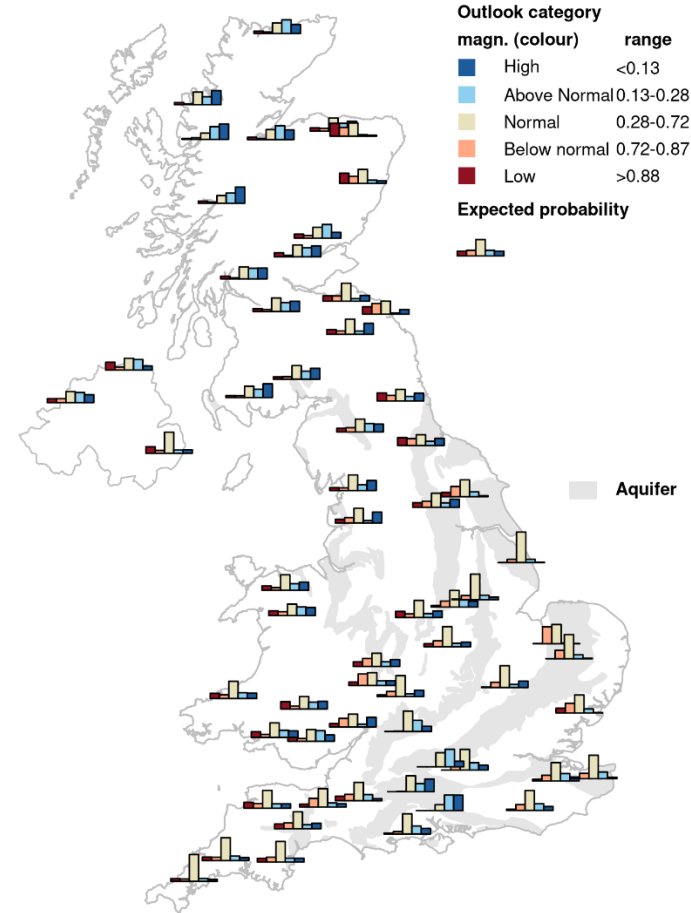 Outlook category
magn. (colour) range
High <0.13
Above Normal 0.13-0.28
Normal 0.28-0.72
Below normal 0.72-0.87
Low >0.88
Expected probability
Aquifer